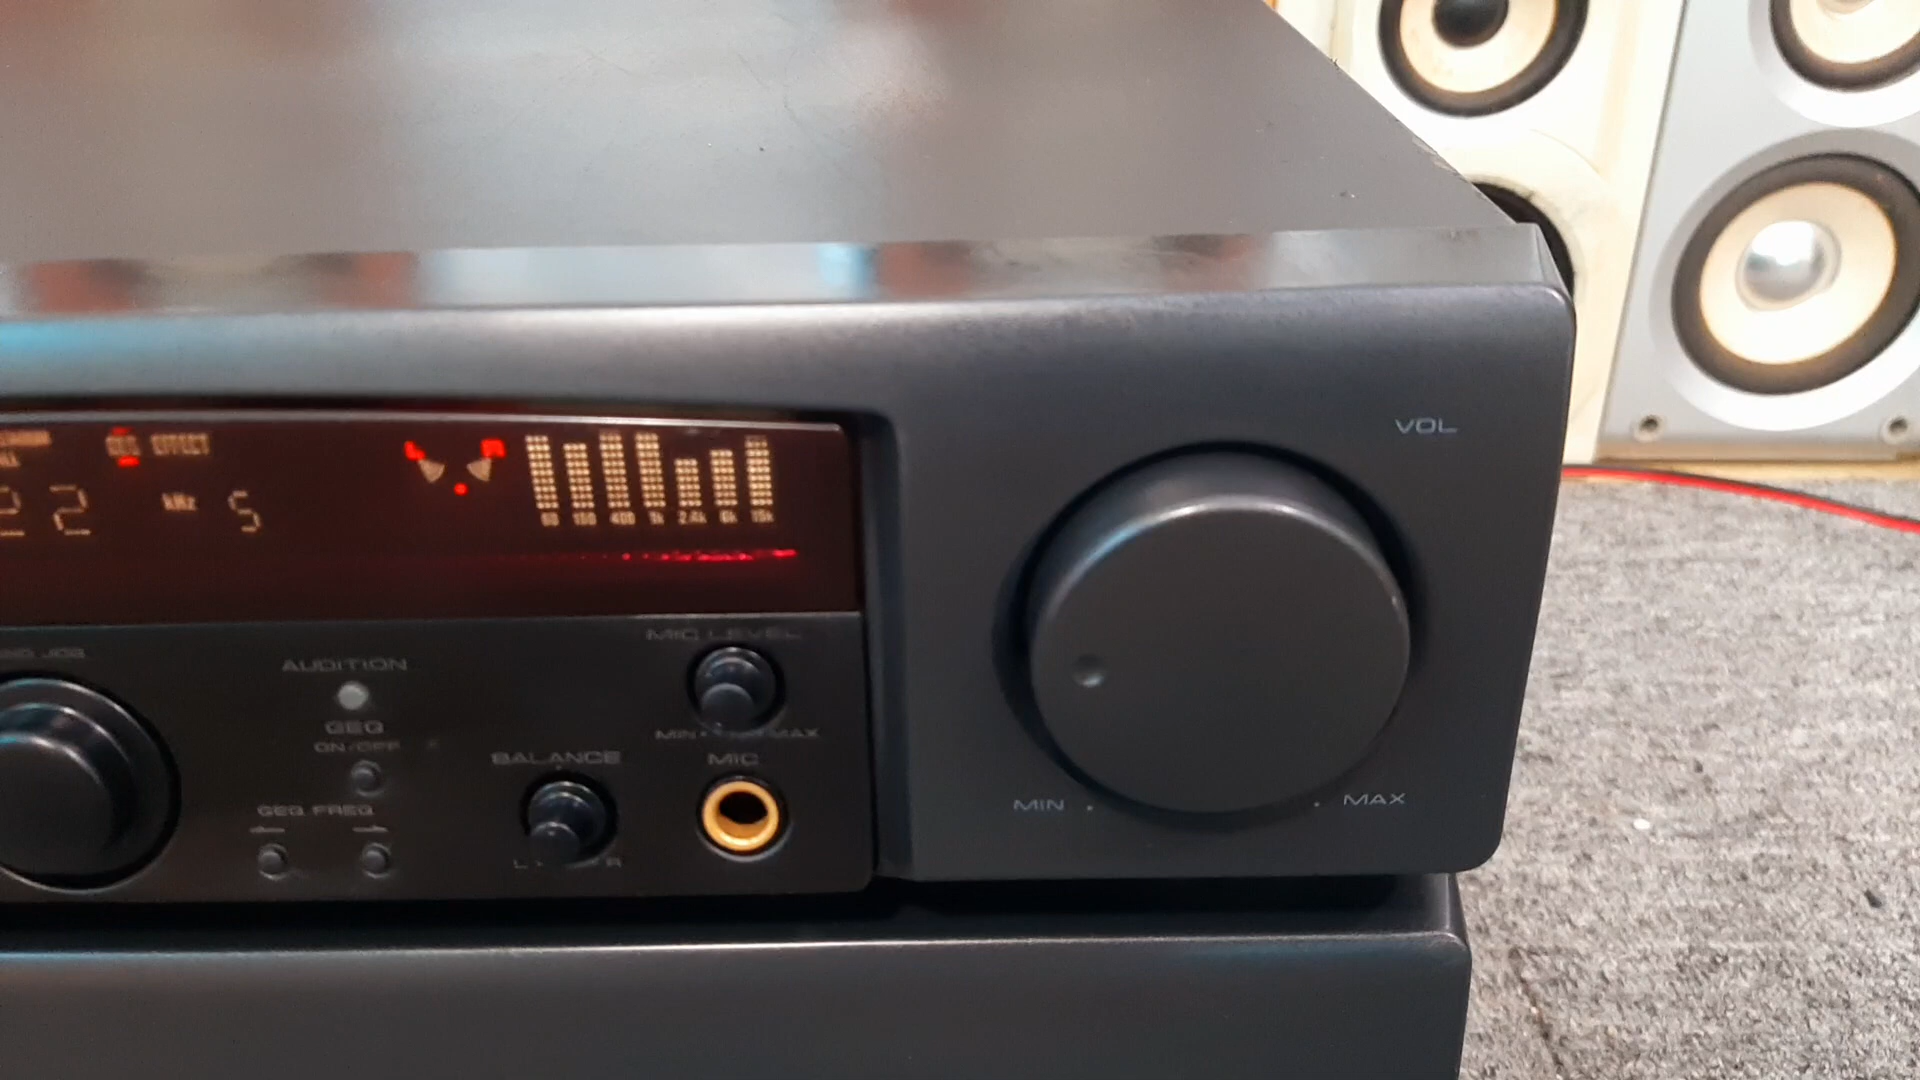 GEQ EFFECT
L R
22 kHz 5
60 150 400 1k 2.4k 6k 15k
VOL
MIC LEVEL
MIN MAX
AUDITION
GEQ
ON/OFF
GEQ FREQ
BALANCE
L R
MIC
MIN MAX